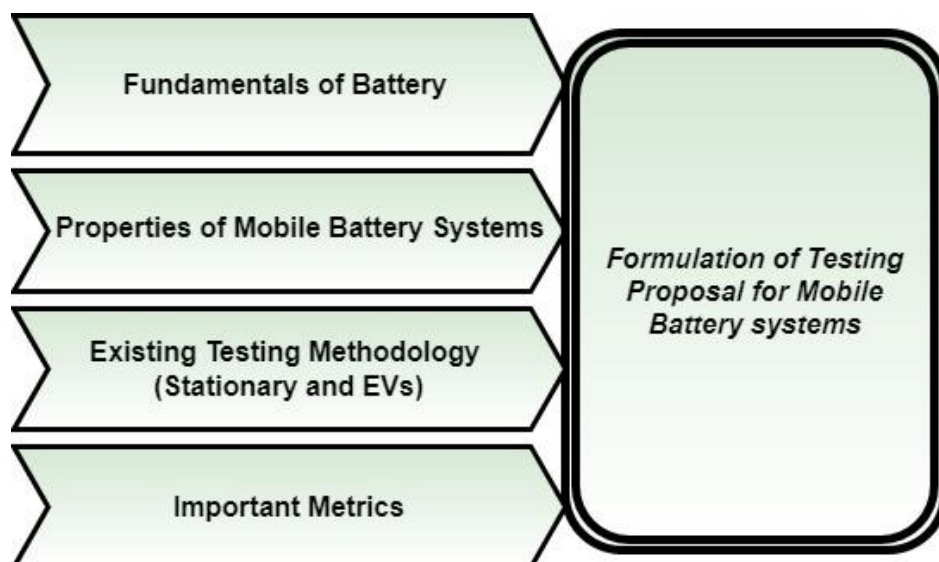 Fundamentals of Battery
Properties of Mobile Battery Systems
Existing Testing Methodology
(Stationary and EVs)
Important Metrics
Formulation of Testing
Proposal for Mobile
Battery systems